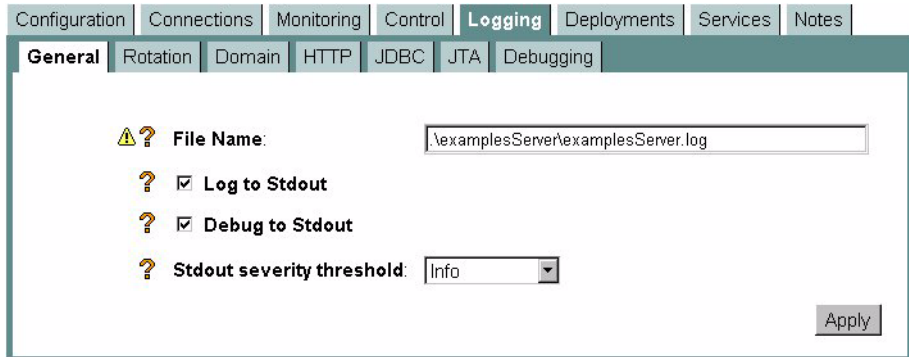 Configuration Connections Monitoring Control Logging Deployments Services Notes
General Rotation Domain HTTP JDBC JTA Debugging
? File Name: .\examplesServer\examplesServer.log
? Log to Stdout
? Debug to Stdout
? Stdout severity threshold: Info
Apply